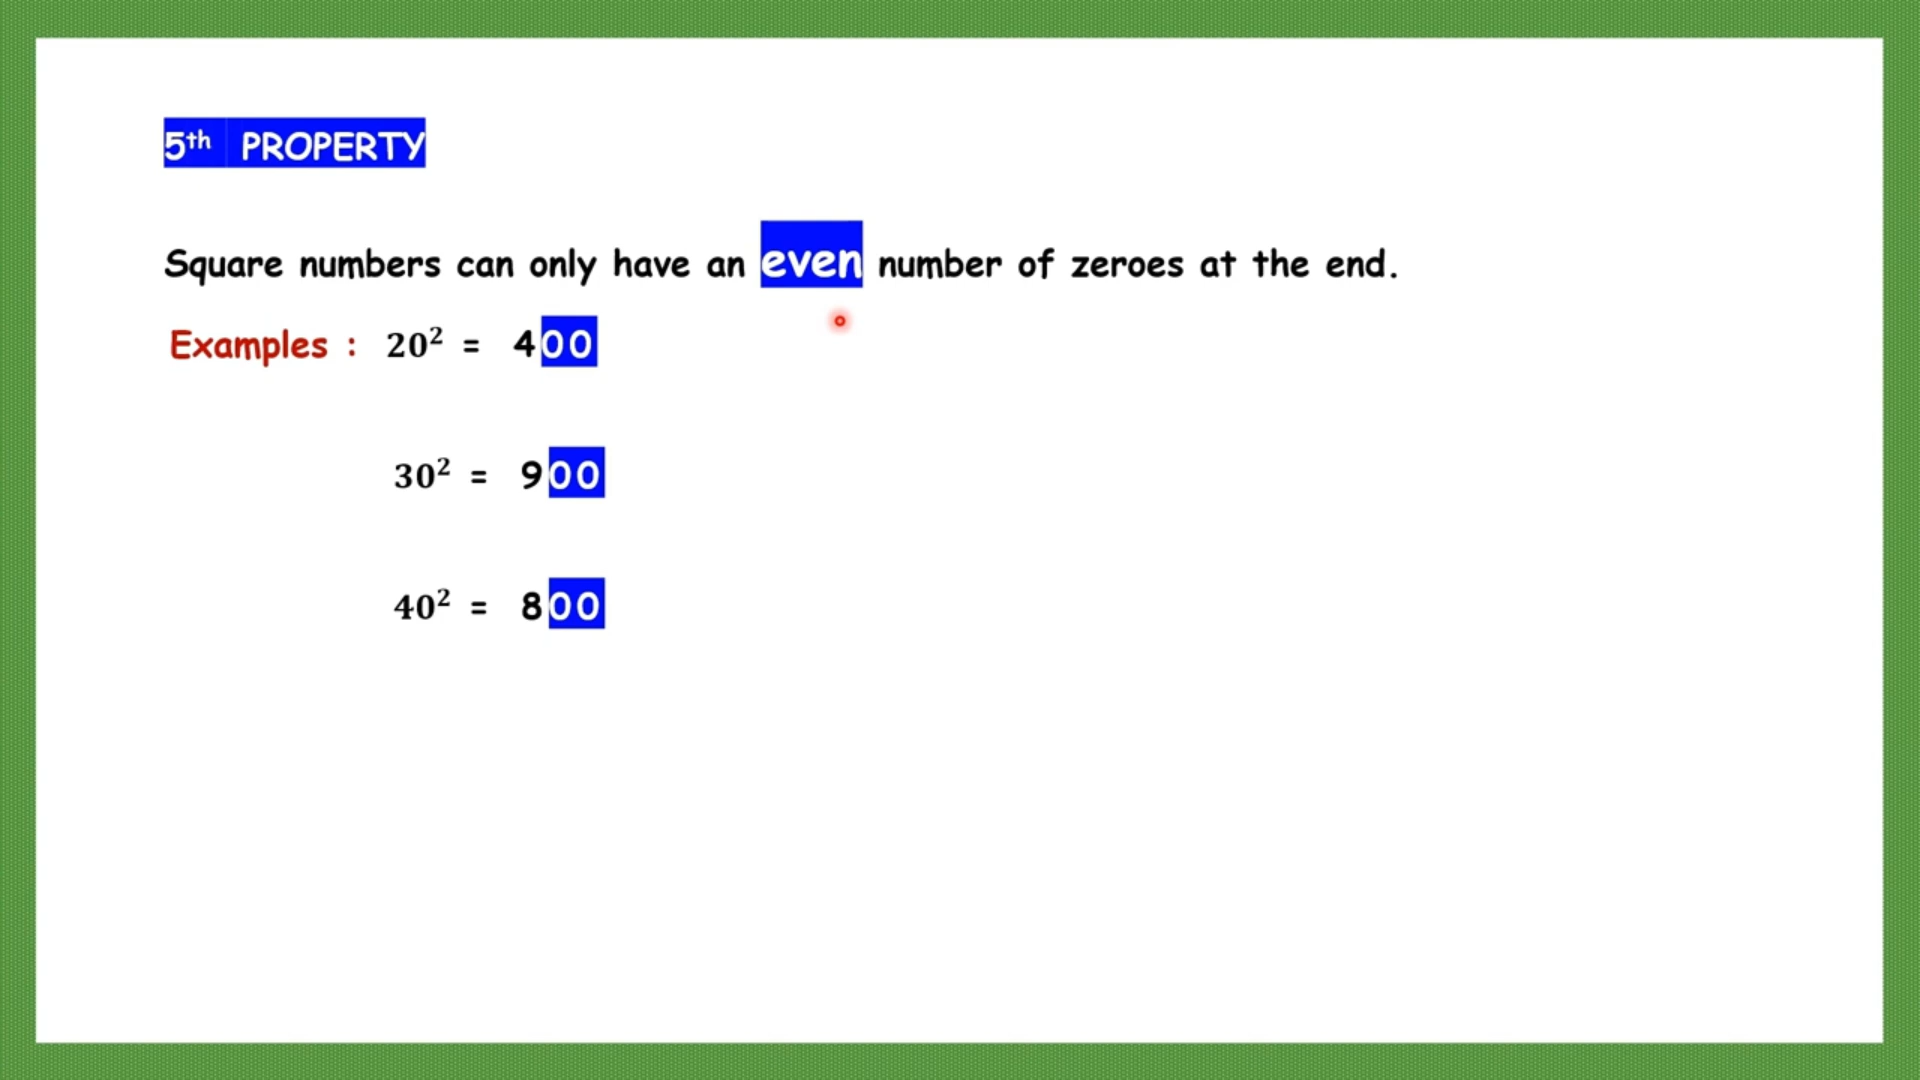 5th PROPERTY
Square numbers can only have an even number of zeroes at the end.
Examples : 20² = 400
30² = 900
40² = 800